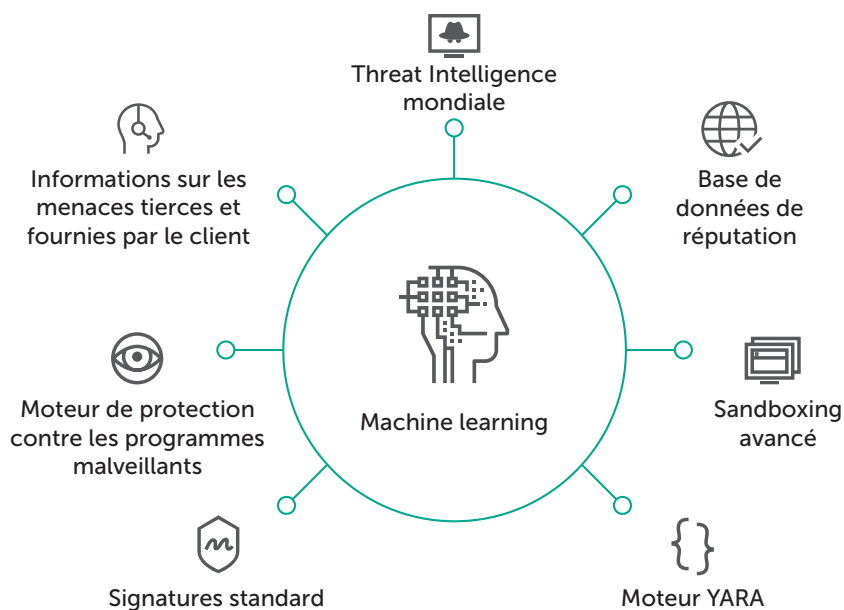 Threat Intelligence
mondiale
Informations sur les
menaces tierces et
fournies par le client
Base de
données de
réputation
Moteur de protection
contre les programmes
malveillants
Machine learning
Sandboxing
avancé
Signatures standard
Moteur YARA